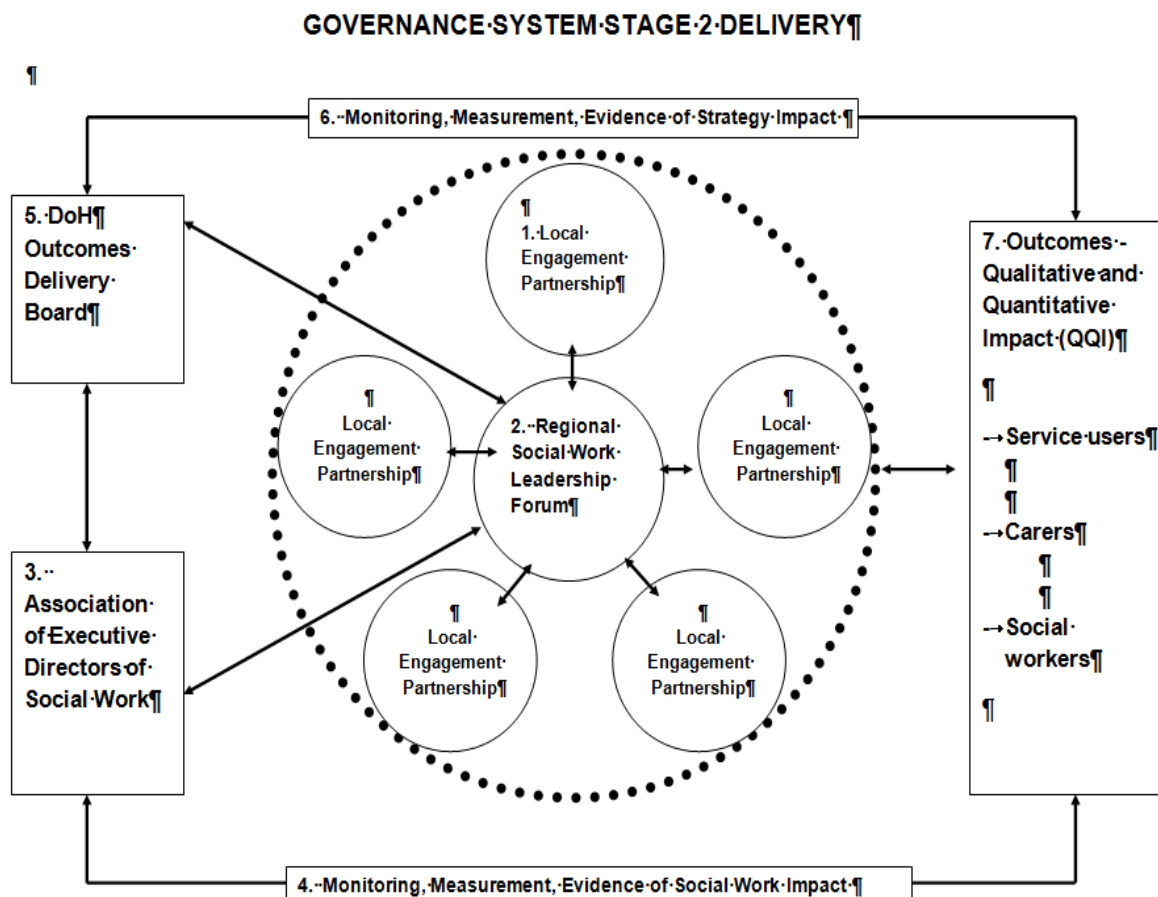 GOVERNANCE·SYSTEM·STAGE·2·DELIVERY¶
¶
6.··Monitoring,·Measurement,·Evidence·of·Strategy·Impact·¶
5.·DoH¶
Outcomes·
Delivery·
Board¶
¶
1.·Local·
Engagement·
Partnership¶
7.·Outcomes·-
Qualitative·and·
Quantitative·
Impact·(QQI)¶
¶
-→Service·users¶
¶
¶
-→Carers¶
¶
¶
-→Social·
workers¶
¶
¶
Local·
Engagement·
Partnership¶
2.··Regional·
Social·Work·
Leadership·
Forum¶
¶
Local·
Engagement·
Partnership¶
3.··
Association·
of·Executive·
Directors·of·
Social·Work¶
¶
Local·
Engagement·
Partnership¶
¶
Local·
Engagement·
Partnership¶
4.··Monitoring,·Measurement,·Evidence·of·Social·Work·Impact·¶